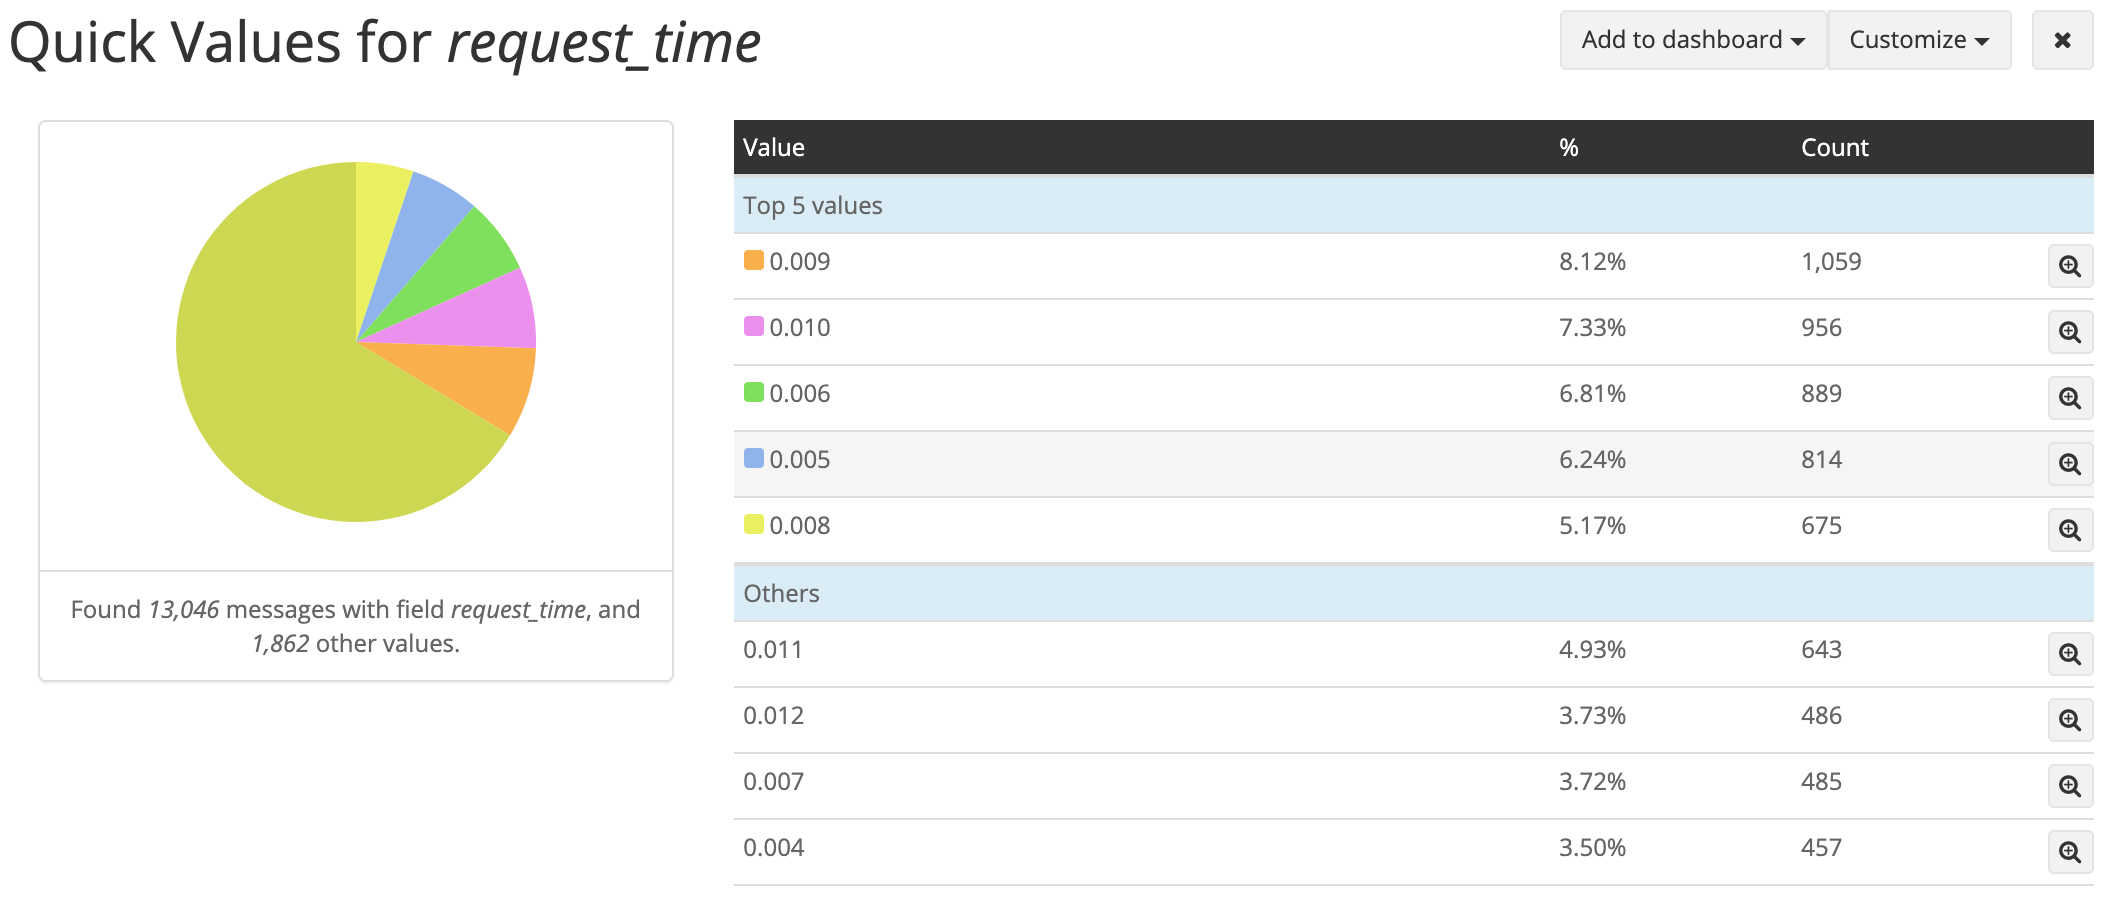 Quick Values for request_time
Add to dashboard
Customize
Value % Count
Top 5 values
0.009 8.12% 1,059
0.010 7.33% 956
0.006 6.81% 889
0.005 6.24% 814
0.008 5.17% 675
Others
0.011 4.93% 643
0.012 3.73% 486
0.007 3.72% 485
0.004 3.50% 457
Found 13,046 messages with field request_time, and
1,862 other values.